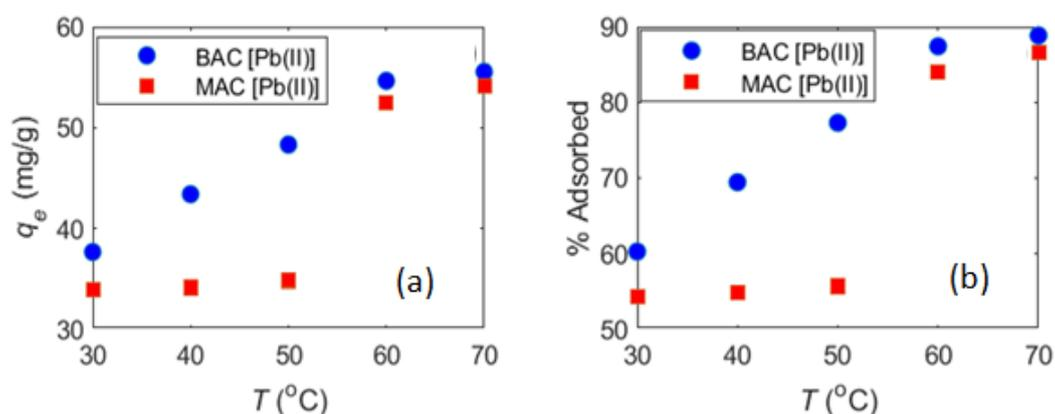 60
50
40
30
q_e (mg/g)
BAC [Pb(II)]
MAC [Pb(II)]
(a)
30 40 50 60 70
T (°C)
90
80
70
60
50
% Adsorbed
BAC [Pb(II)]
MAC [Pb(II)]
(b)
30 40 50 60 70
T (°C)